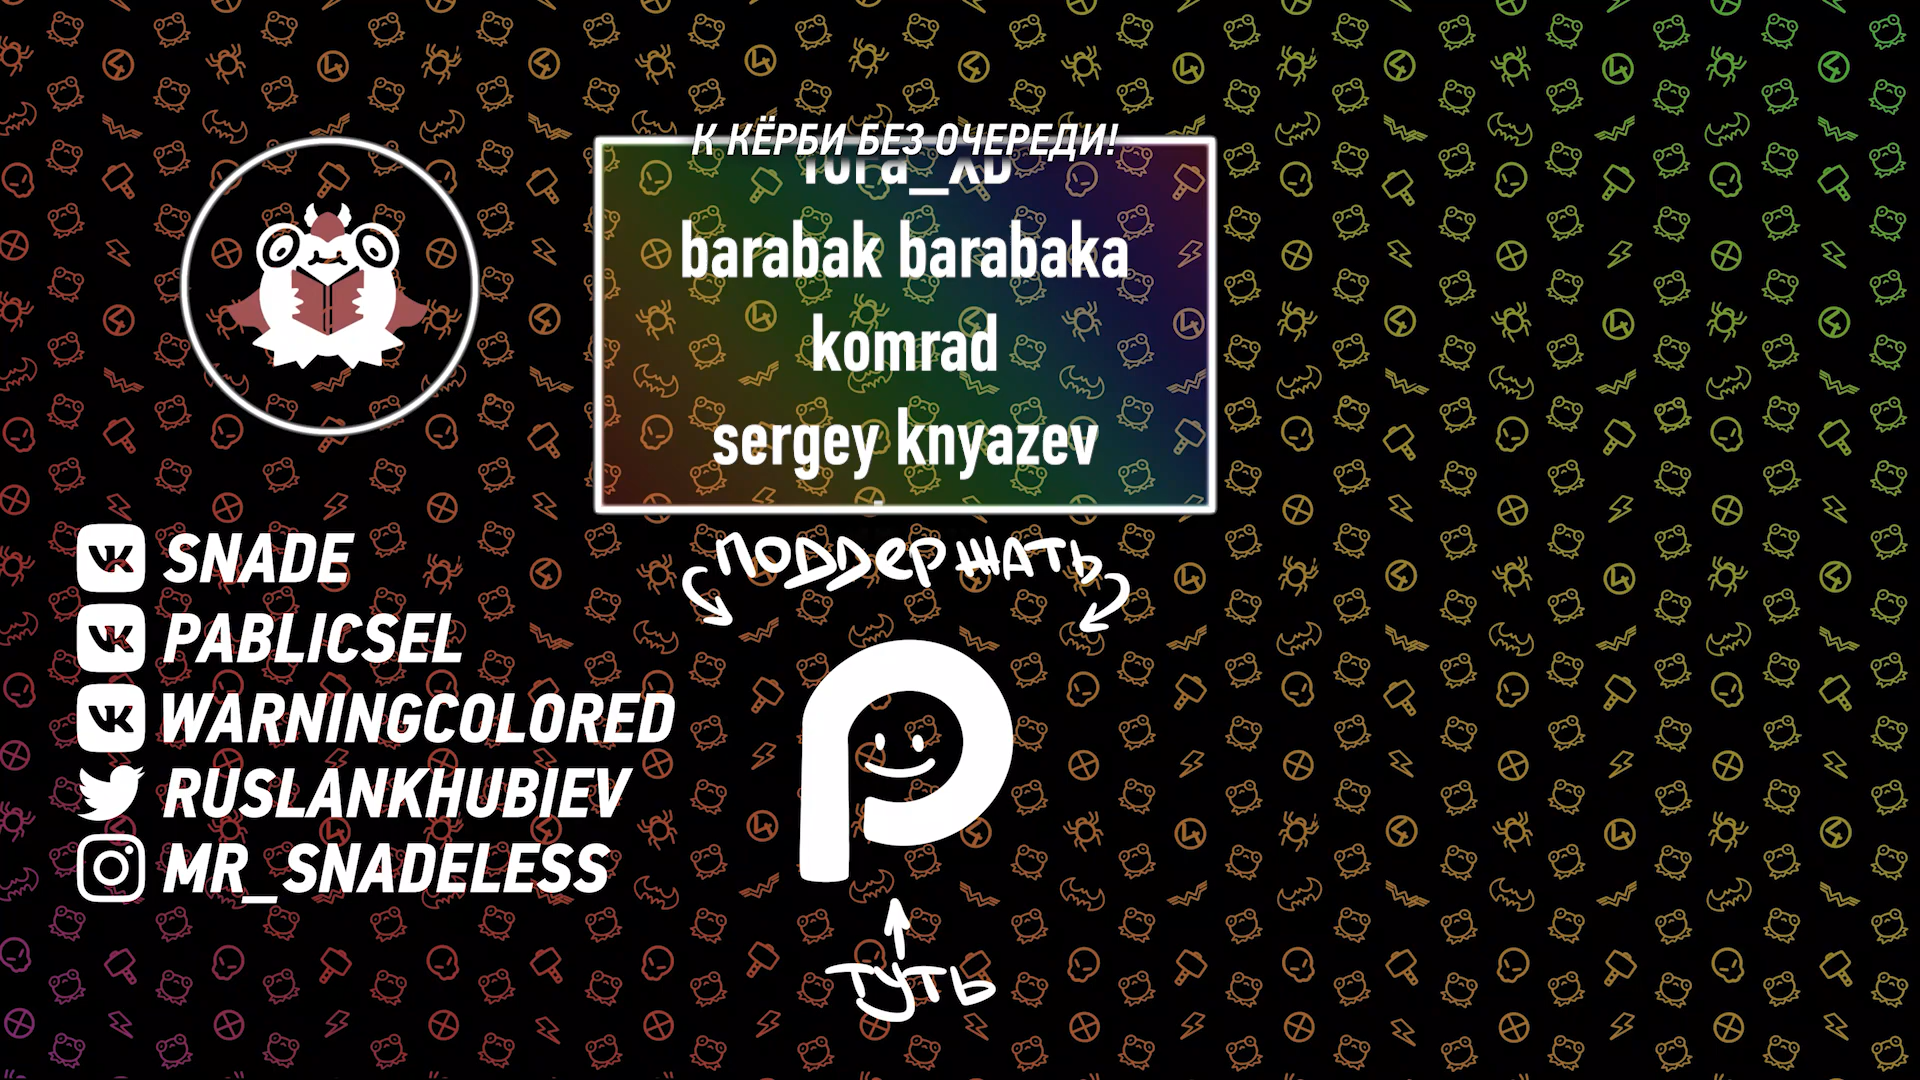 К КЁРБИ БЕЗ ОЧЕРЕДИ!
barabak barabaka
komrad
sergey knyazev
ПОДДЕРЖАТЬ
SNADE
PABLICSEL
WARNINGCOLORED
RUSLANKHUBIEV
MR_SNADELESS
ТУТЬ